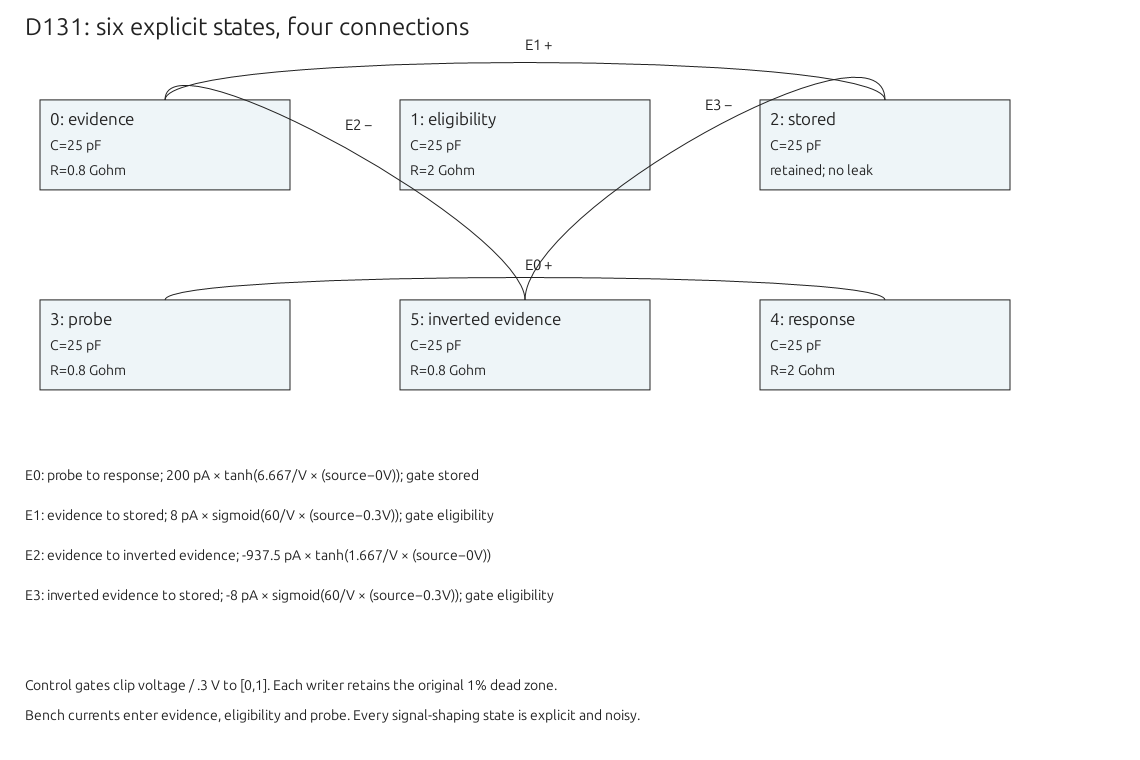 D131: six explicit states, four connections
E1 +
E2 −
E3 −
0: evidence
C=25 pF
R=0.8 Gohm
1: eligibility
C=25 pF
R=2 Gohm
2: stored
C=25 pF
retained; no leak
E0 +
3: probe
C=25 pF
R=0.8 Gohm
5: inverted evidence
C=25 pF
R=0.8 Gohm
4: response
C=25 pF
R=2 Gohm
E0: probe to response; 200 pA × tanh(6.667/V × (source−0V)); gate stored
E1: evidence to stored; 8 pA × sigmoid(60/V × (source−0.3V)); gate eligibility
E2: evidence to inverted evidence; -937.5 pA × tanh(1.667/V × (source−0V))
E3: inverted evidence to stored; -8 pA × sigmoid(60/V × (source−0.3V)); gate eligibility
Control gates clip voltage / .3 V to [0,1]. Each writer retains the original 1% dead zone.
Bench currents enter evidence, eligibility and probe. Every signal-shaping state is explicit and noisy.